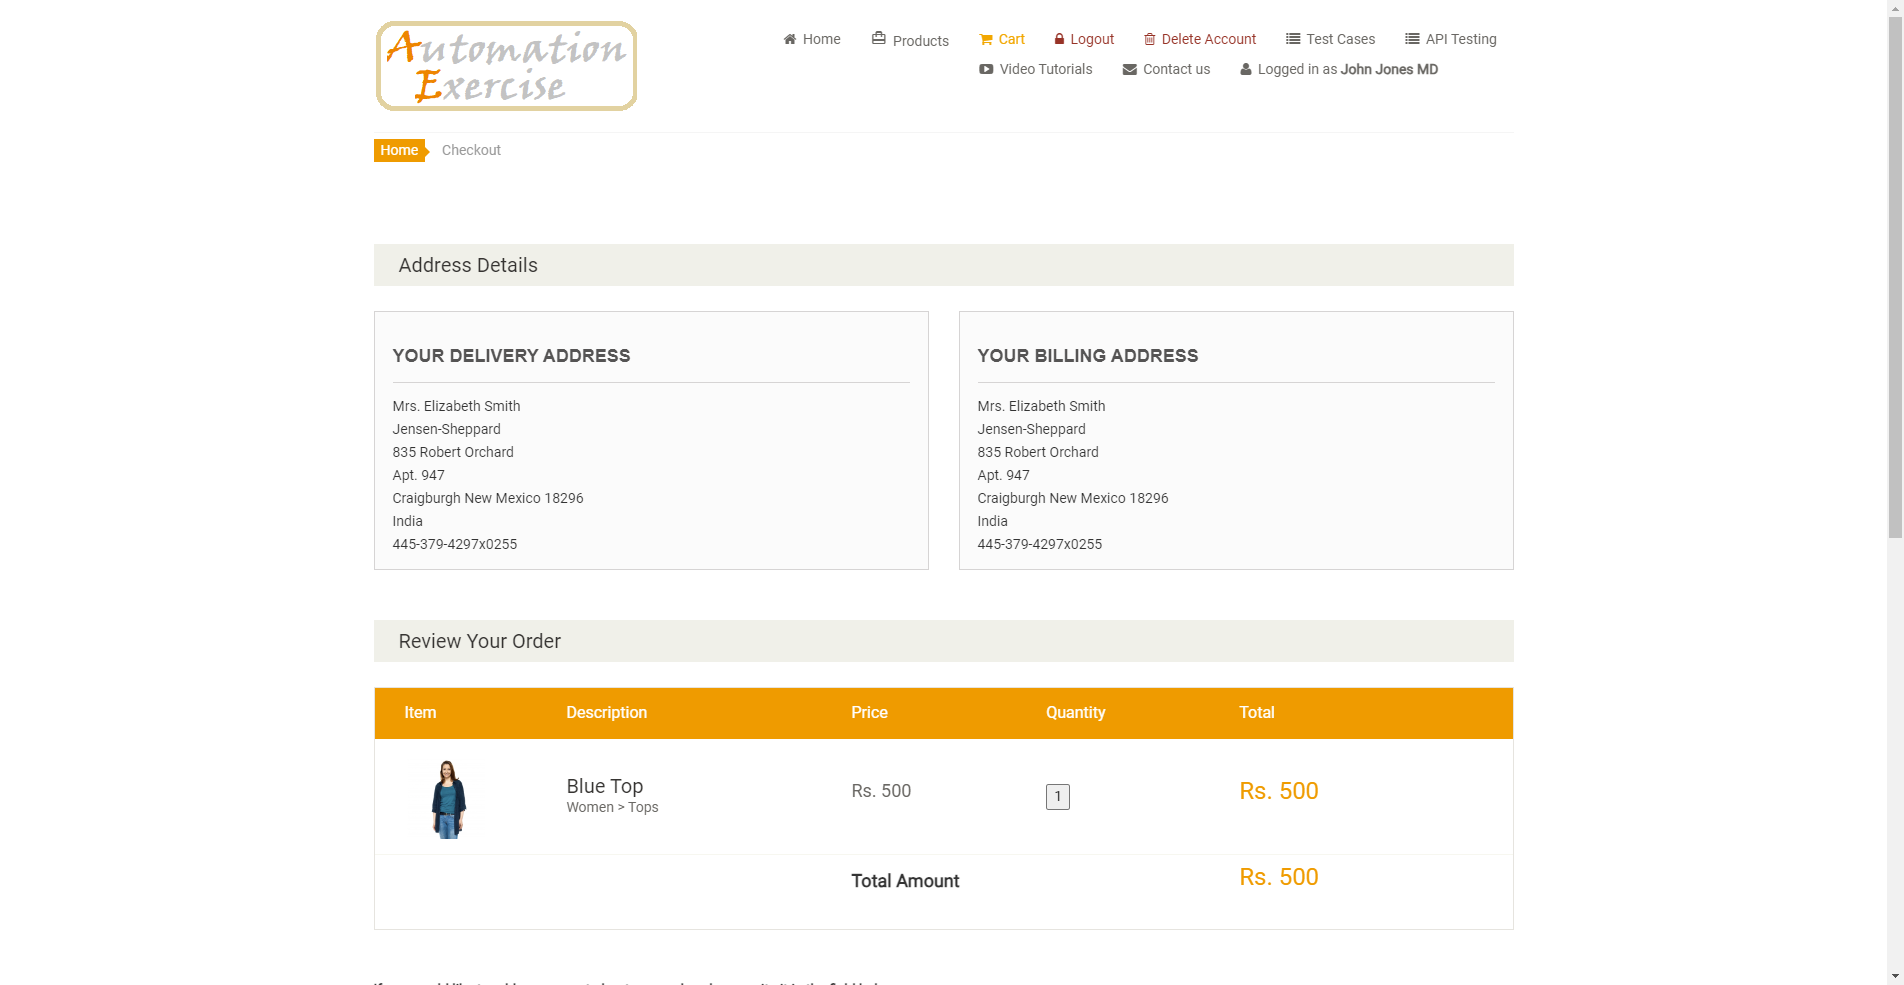 Automation
Exercise
Home
Products
Cart
Logout
Delete Account
Test Cases
API Testing
Video Tutorials
Contact us
Logged in as John Jones MD
Home
Checkout
Address Details
YOUR DELIVERY ADDRESS
Mrs. Elizabeth Smith
Jensen-Sheppard
835 Robert Orchard
Apt. 947
Craigburgh New Mexico 18296
India
445-379-4297x0255
YOUR BILLING ADDRESS
Mrs. Elizabeth Smith
Jensen-Sheppard
835 Robert Orchard
Apt. 947
Craigburgh New Mexico 18296
India
445-379-4297x0255
Review Your Order
Item Description Price Quantity Total
Blue Top
Women > Tops
Rs. 500
1
Rs. 500
Total Amount
Rs. 500